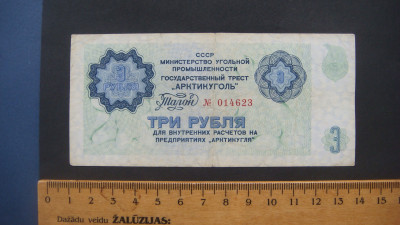 СССР
МИНИСТЕРСТВО УГОЛЬНОЙ
ПРОМЫШЛЕННОСТИ
ГОСУДАРСТВЕННЫЙ ТРЕСТ
"АРКТИКУГОЛЬ"
3
3
Талон № 014623
ТРИ РУБЛЯ
ДЛЯ ВНУТРЕННИХ РАСЧЕТОВ НА
ПРЕДПРИЯТИЯХ "АРКТИКУГЛЯ"
3
0 1 2 3 4 5 6 7 8 9 10 11 12 13 14 15
Dažādu veidu ŽALŪZIJAS: